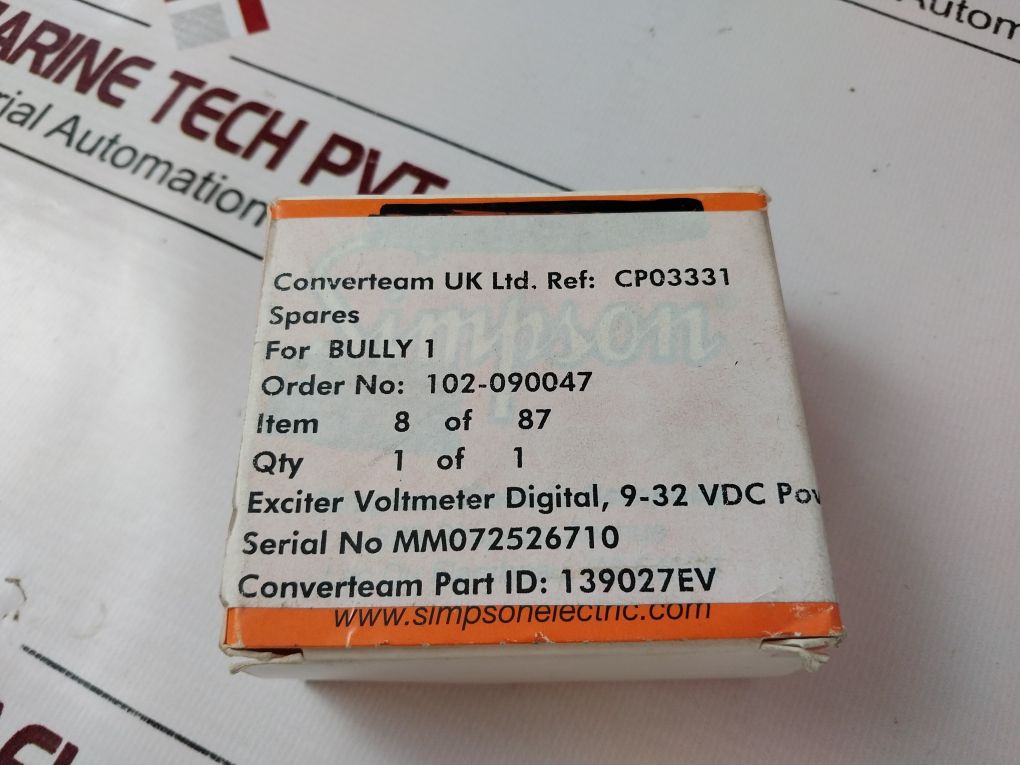 ARINE TECH PVT
rial Automation
Autom
Converteam UK Ltd. Ref: CP03331
Simpson
Spares
For BULLY 1
Order No: 102-090047
Item 8 of 87
Qty 1 of 1
Exciter Voltmeter Digital, 9-32 VDC Pow
Serial No MM072526710
Converteam Part ID: 139027EV
www.simpsonelectric.com